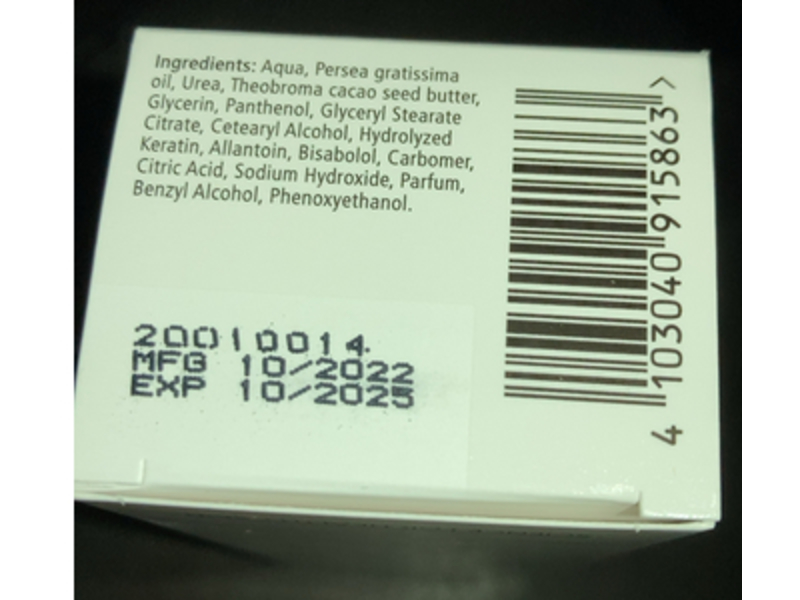 Ingredients: Aqua, Persea gratissima
oil, Urea, Theobroma cacao seed butter,
Glycerin, Panthenol, Glyceryl Stearate
Citrate, Cetearyl Alcohol, Hydrolyzed
Keratin, Allantoin, Bisabolol, Carbomer,
Citric Acid, Sodium Hydroxide, Parfum,
Benzyl Alcohol, Phenoxyethanol.
20010014
MFG 10/2022
EXP 10/2025
4 103040 915863 >